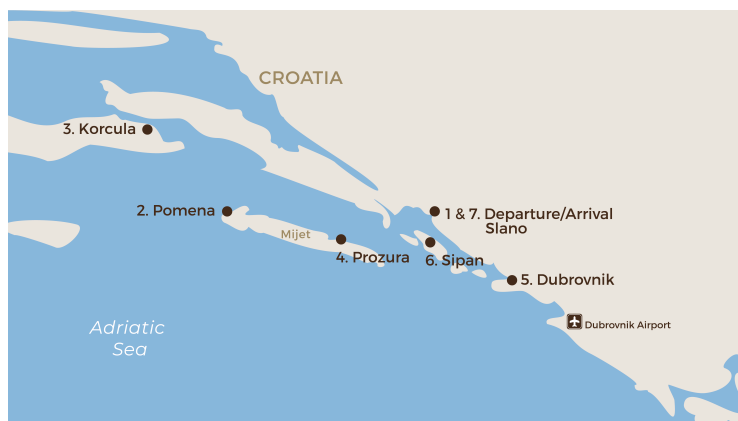 CROATIA
3. Korcula
2. Pomena
1 & 7. Departure/Arrival
Slano
Mijet
4. Prozura
6. Sipan
5. Dubrovnik
Dubrovnik Airport
Adriatic
Sea